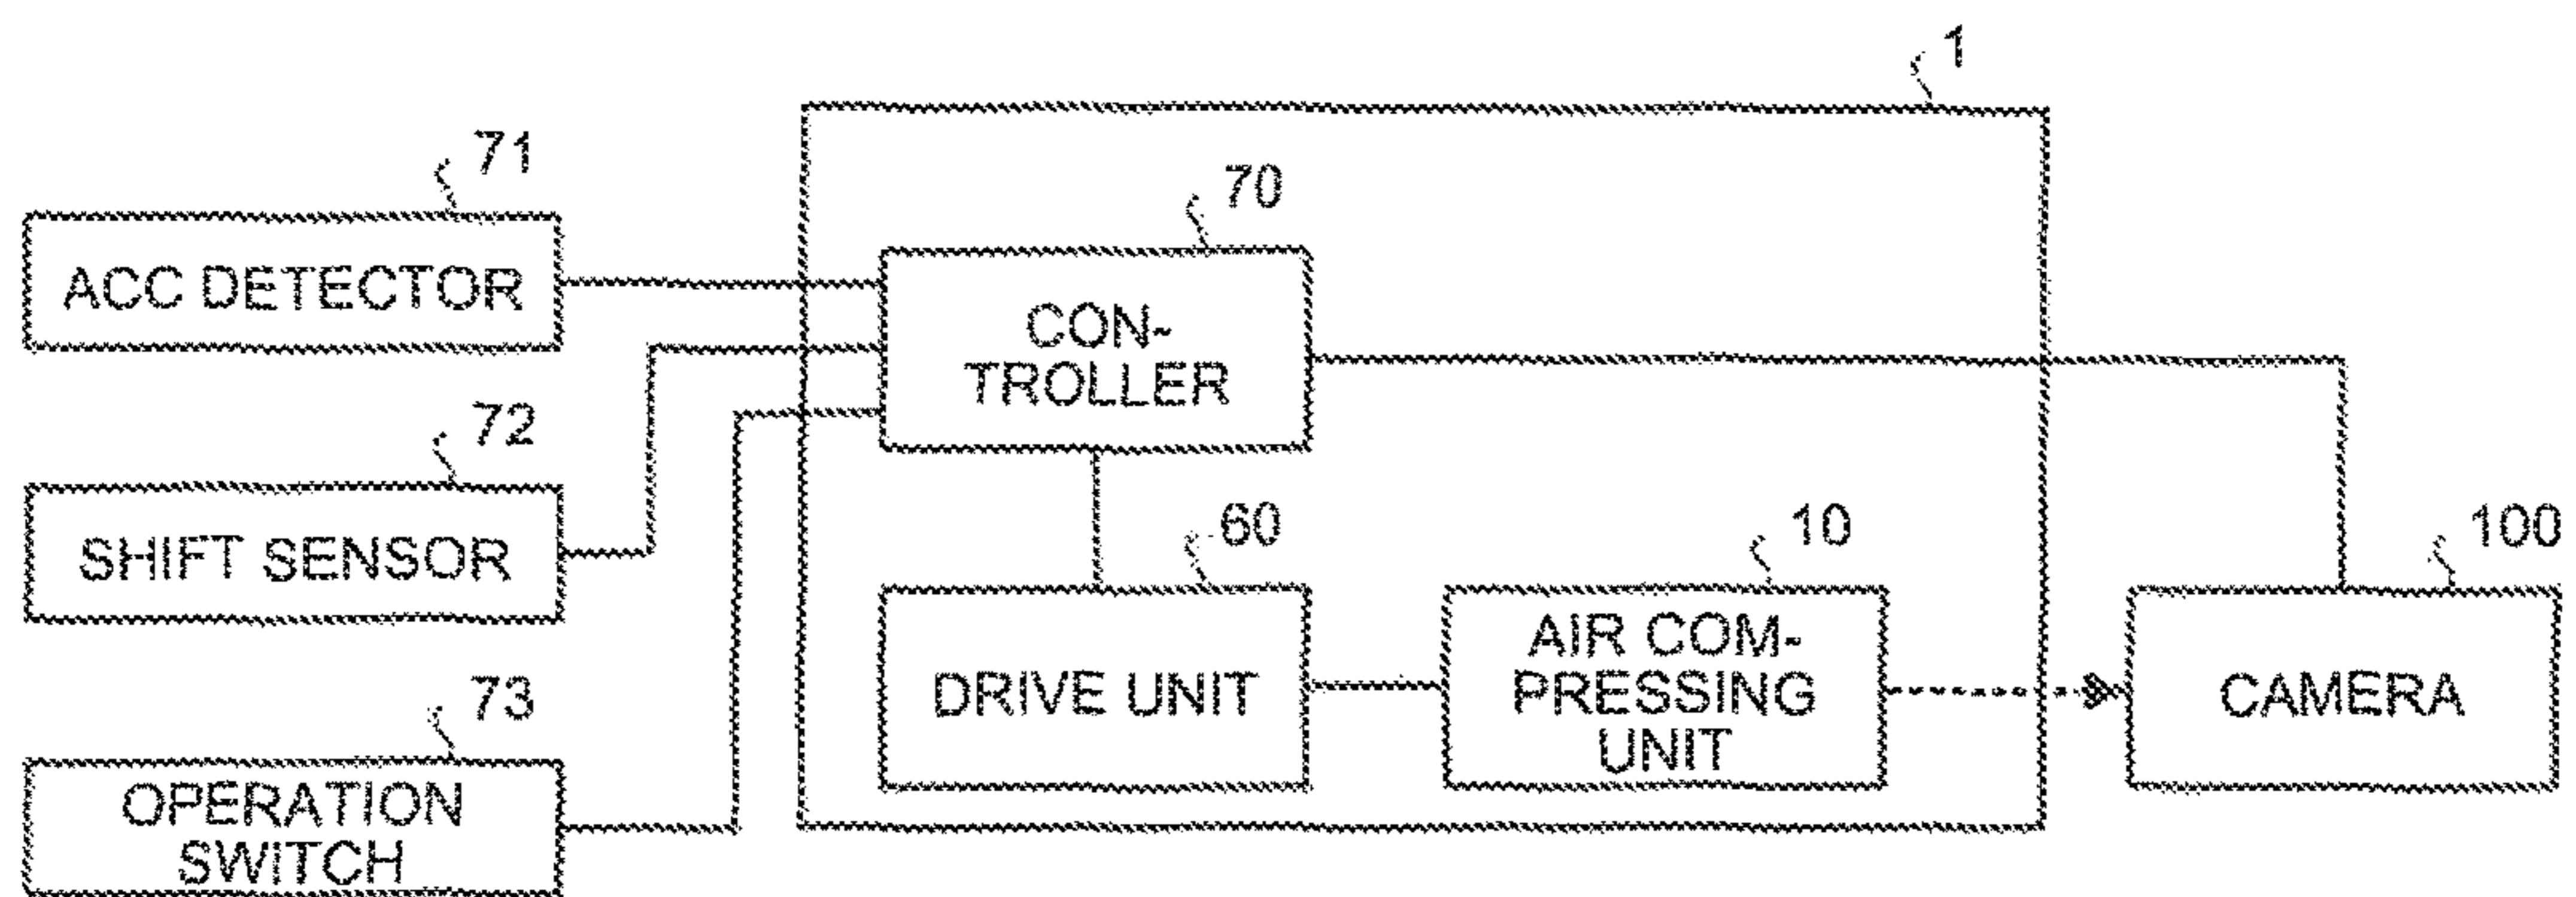 1
71
ACC DETECTOR
70
CON-
TROLLER
72
SHIFT SENSOR
60
DRIVE UNIT
10
AIR COM-
PRESSING
UNIT
100
CAMERA
73
OPERATION
SWITCH